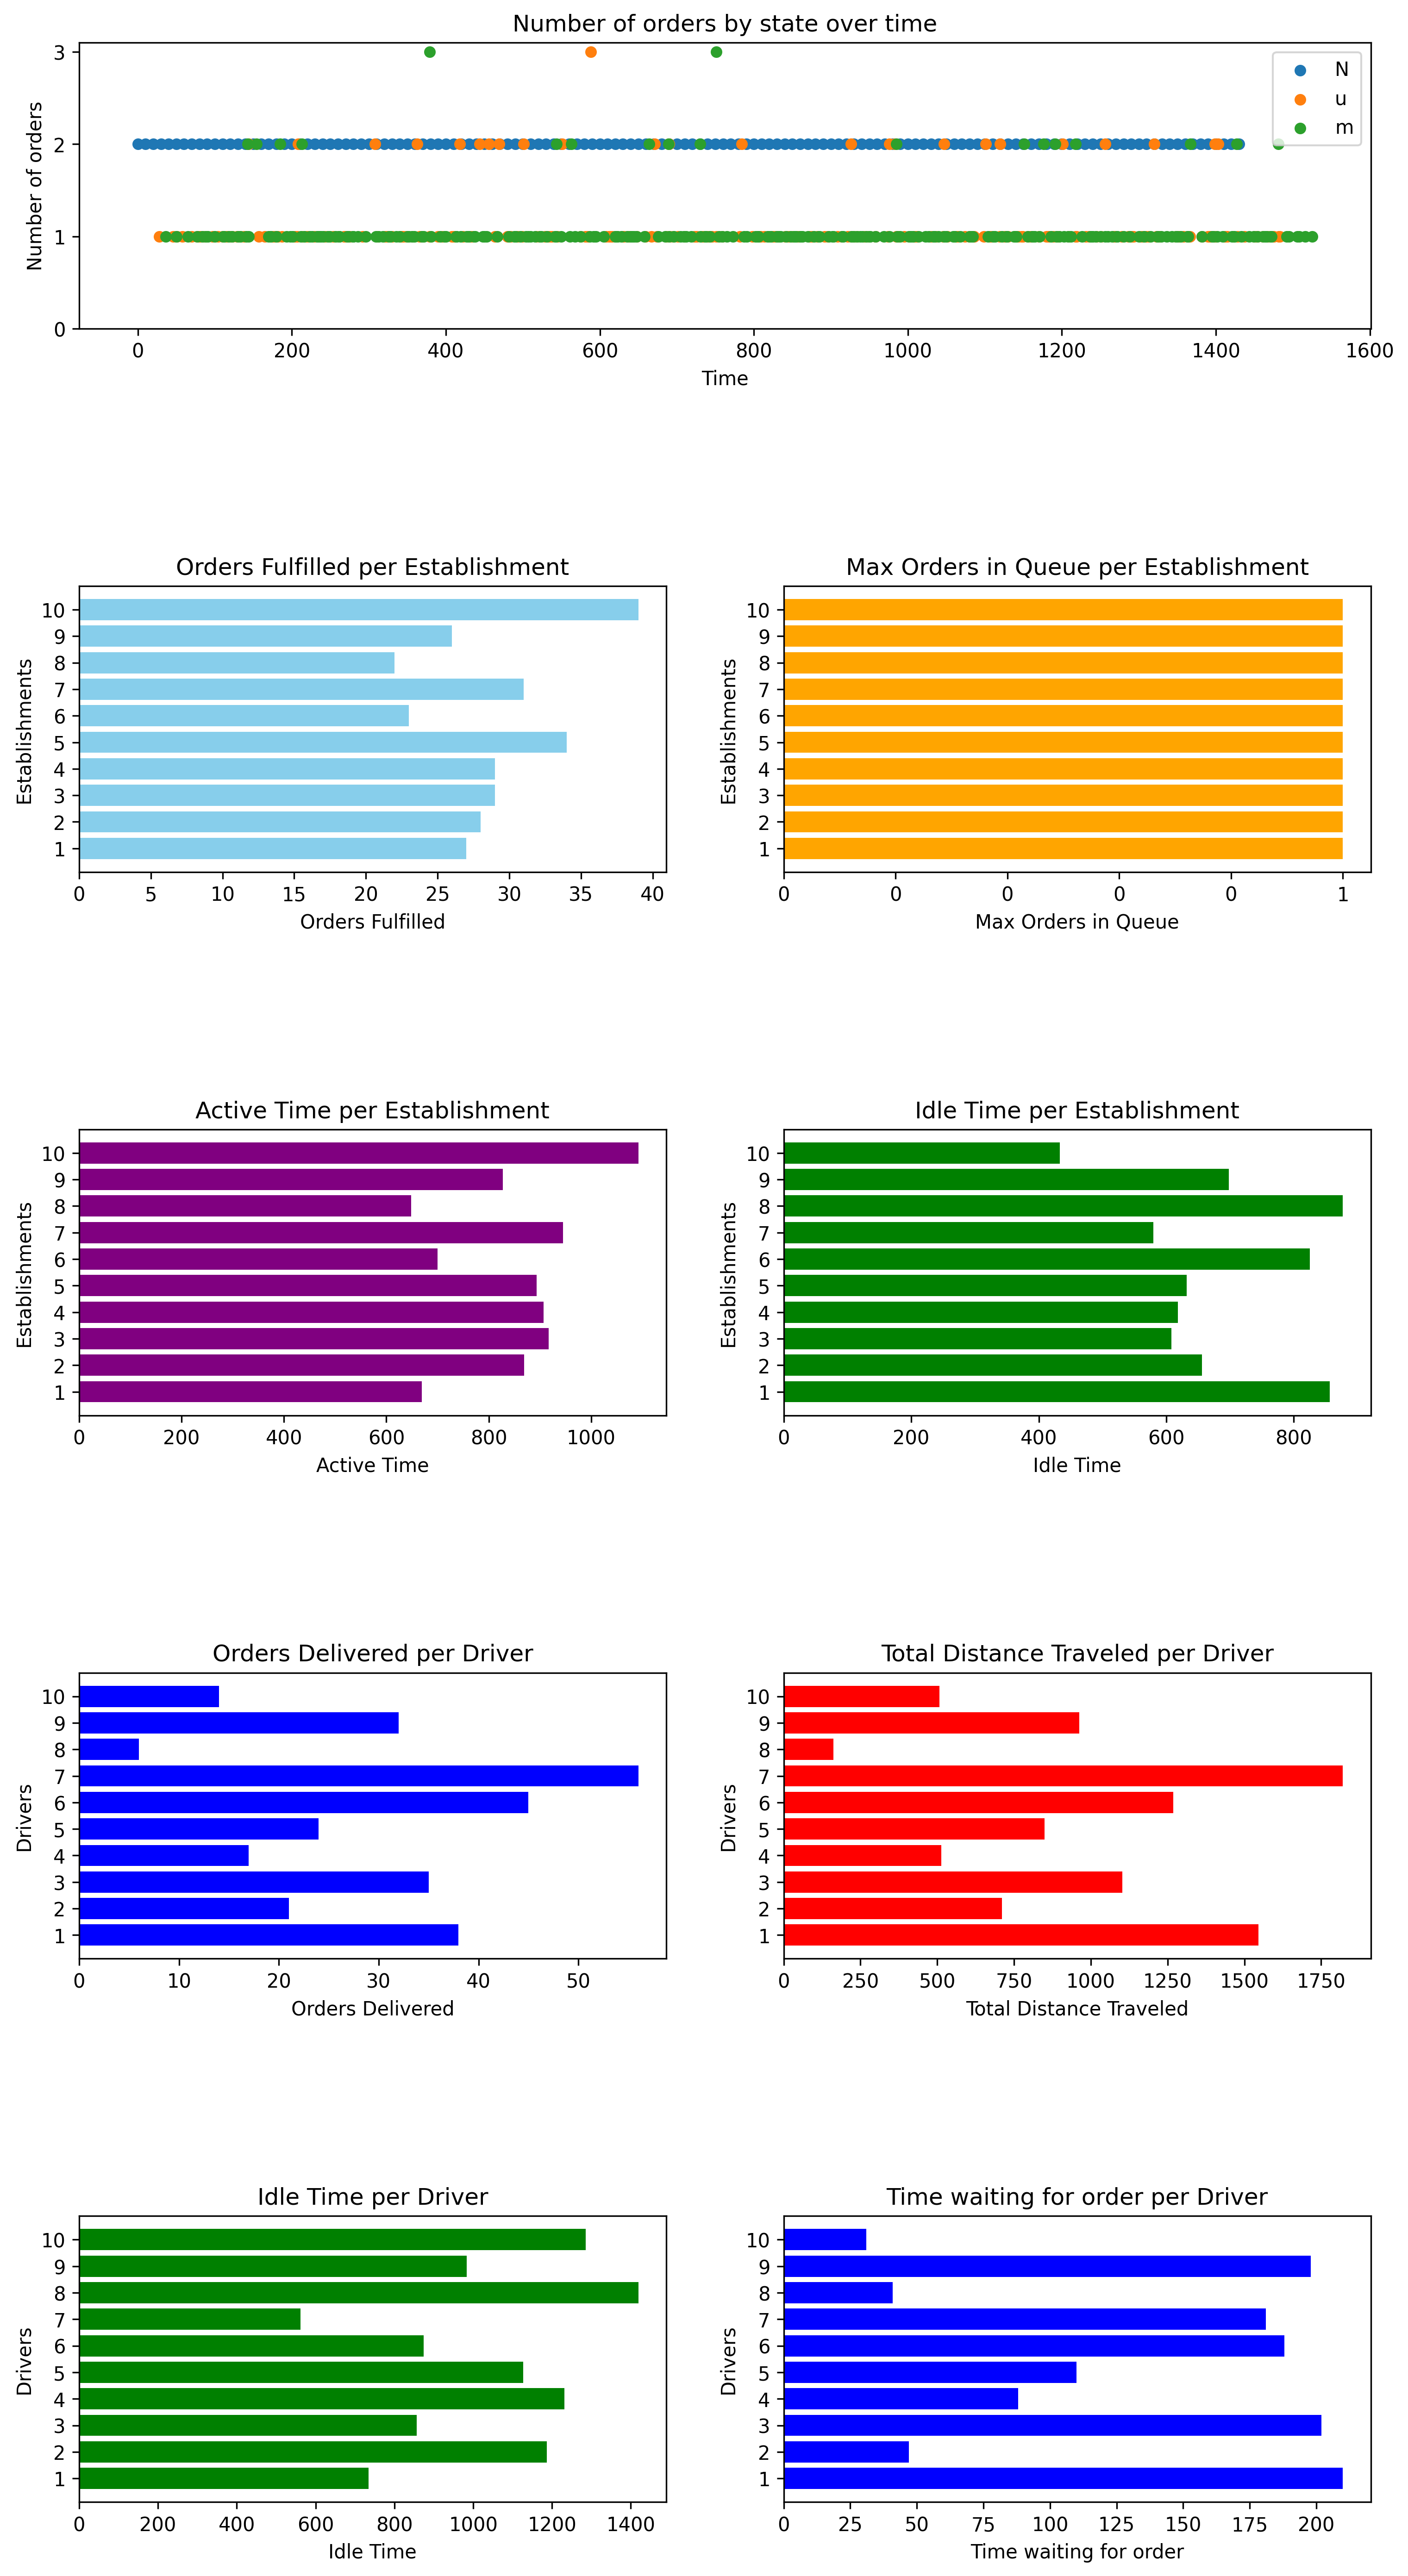 Number of orders by state over time
Number of orders
3
2
1
0
N
u
m
0 200 400 600 800 1000 1200 1400 1600
Time
Orders Fulfilled per Establishment
Establishments
10
9
8
7
6
5
4
3
2
1
0 5 10 15 20 25 30 35 40
Orders Fulfilled
Max Orders in Queue per Establishment
Establishments
10
9
8
7
6
5
4
3
2
1
0 0 0 0 0 1
Max Orders in Queue
Active Time per Establishment
Establishments
10
9
8
7
6
5
4
3
2
1
0 200 400 600 800 1000
Active Time
Idle Time per Establishment
Establishments
10
9
8
7
6
5
4
3
2
1
0 200 400 600 800
Idle Time
Orders Delivered per Driver
Drivers
10
9
8
7
6
5
4
3
2
1
0 10 20 30 40 50
Orders Delivered
Total Distance Traveled per Driver
Drivers
10
9
8
7
6
5
4
3
2
1
0 250 500 750 1000 1250 1500 1750
Total Distance Traveled
Idle Time per Driver
Drivers
10
9
8
7
6
5
4
3
2
1
0 200 400 600 800 1000 1200 1400
Idle Time
Time waiting for order per Driver
Drivers
10
9
8
7
6
5
4
3
2
1
0 25 50 75 100 125 150 175 200
Time waiting for order